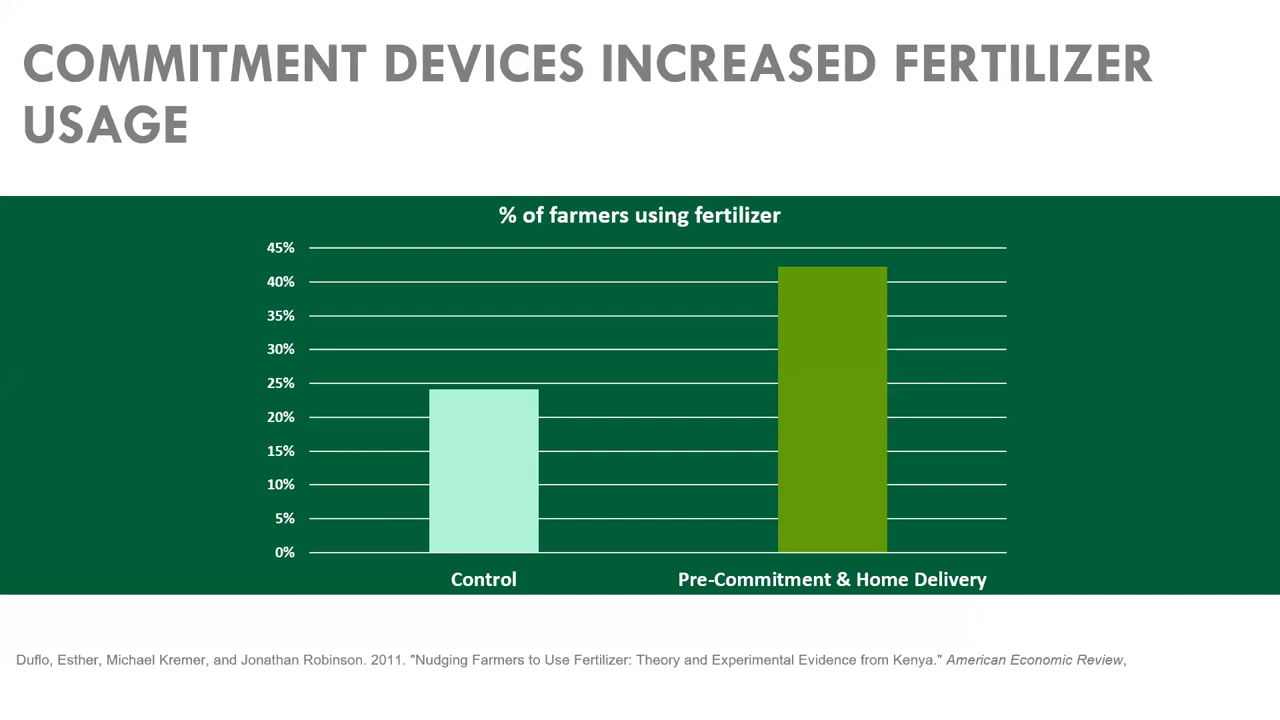 COMMITMENT DEVICES INCREASED FERTILIZER
USAGE
% of farmers using fertilizer
45%
40%
35%
30%
25%
20%
15%
10%
5%
0%
Control
Pre-Commitment & Home Delivery
Duflo, Esther, Michael Kremer, and Jonathan Robinson. 2011. "Nudging Farmers to Use Fertilizer: Theory and Experimental Evidence from Kenya." American Economic Review,